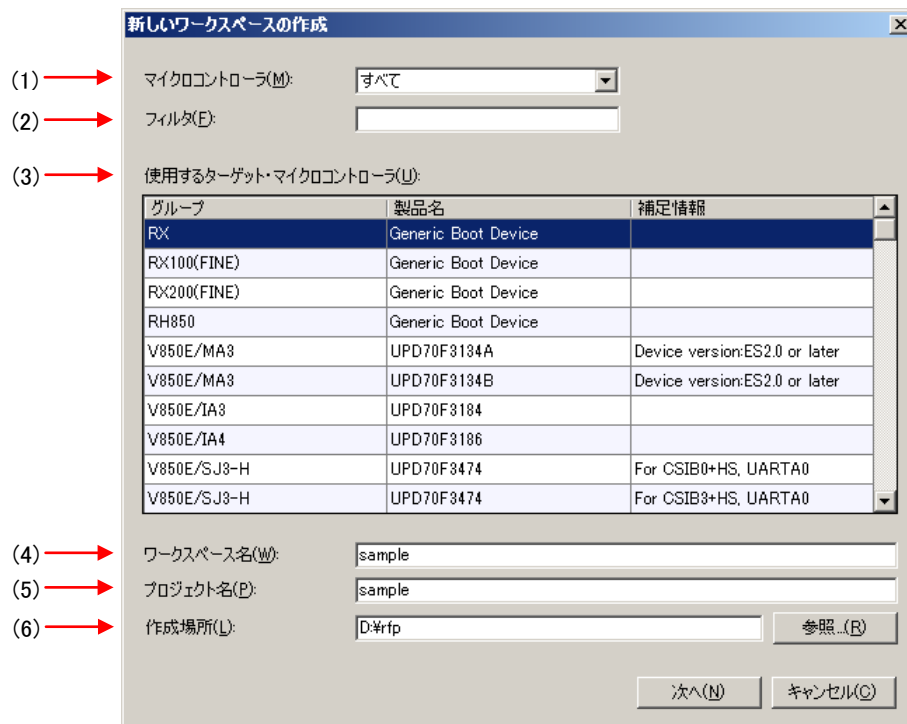 新しいワークスペースの作成
(1) マイクロコントローラ(M): すべて
(2) フィルタ(F):
(3) 使用するターゲット・マイクロコントローラ(U):
グループ 製品名 補足情報
RX Generic Boot Device
RX100(FINE) Generic Boot Device
RX200(FINE) Generic Boot Device
RH850 Generic Boot Device
V850E/MA3 UPD70F3134A Device version:ES2.0 or later
V850E/MA3 UPD70F3134B Device version:ES2.0 or later
V850E/IA3 UPD70F3184
V850E/IA4 UPD70F3186
V850E/SJ3-H UPD70F3474 For CSIB0+HS, UARTA0
V850E/SJ3-H UPD70F3474 For CSIB3+HS, UARTA0
(4) ワークスペース名(W): sample
(5) プロジェクト名(P): sample
(6) 作成場所(L): D:¥rfp 参照...(R)
次へ(N) キャンセル(C)